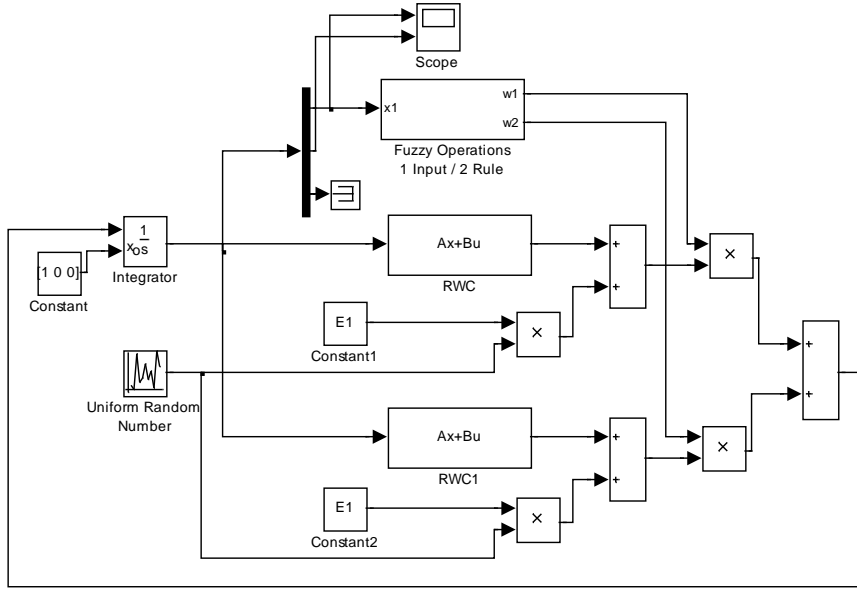 Scope
x1
w1
w2
Fuzzy Operations
1 Input / 2 Rule
1
s
xo
Integrator
[1 0 0]
Constant
Ax+Bu
RWC
+
+
×
E1
Constant1
×
+
+
Uniform Random
Number
Ax+Bu
RWC1
+
+
×
E1
Constant2
×